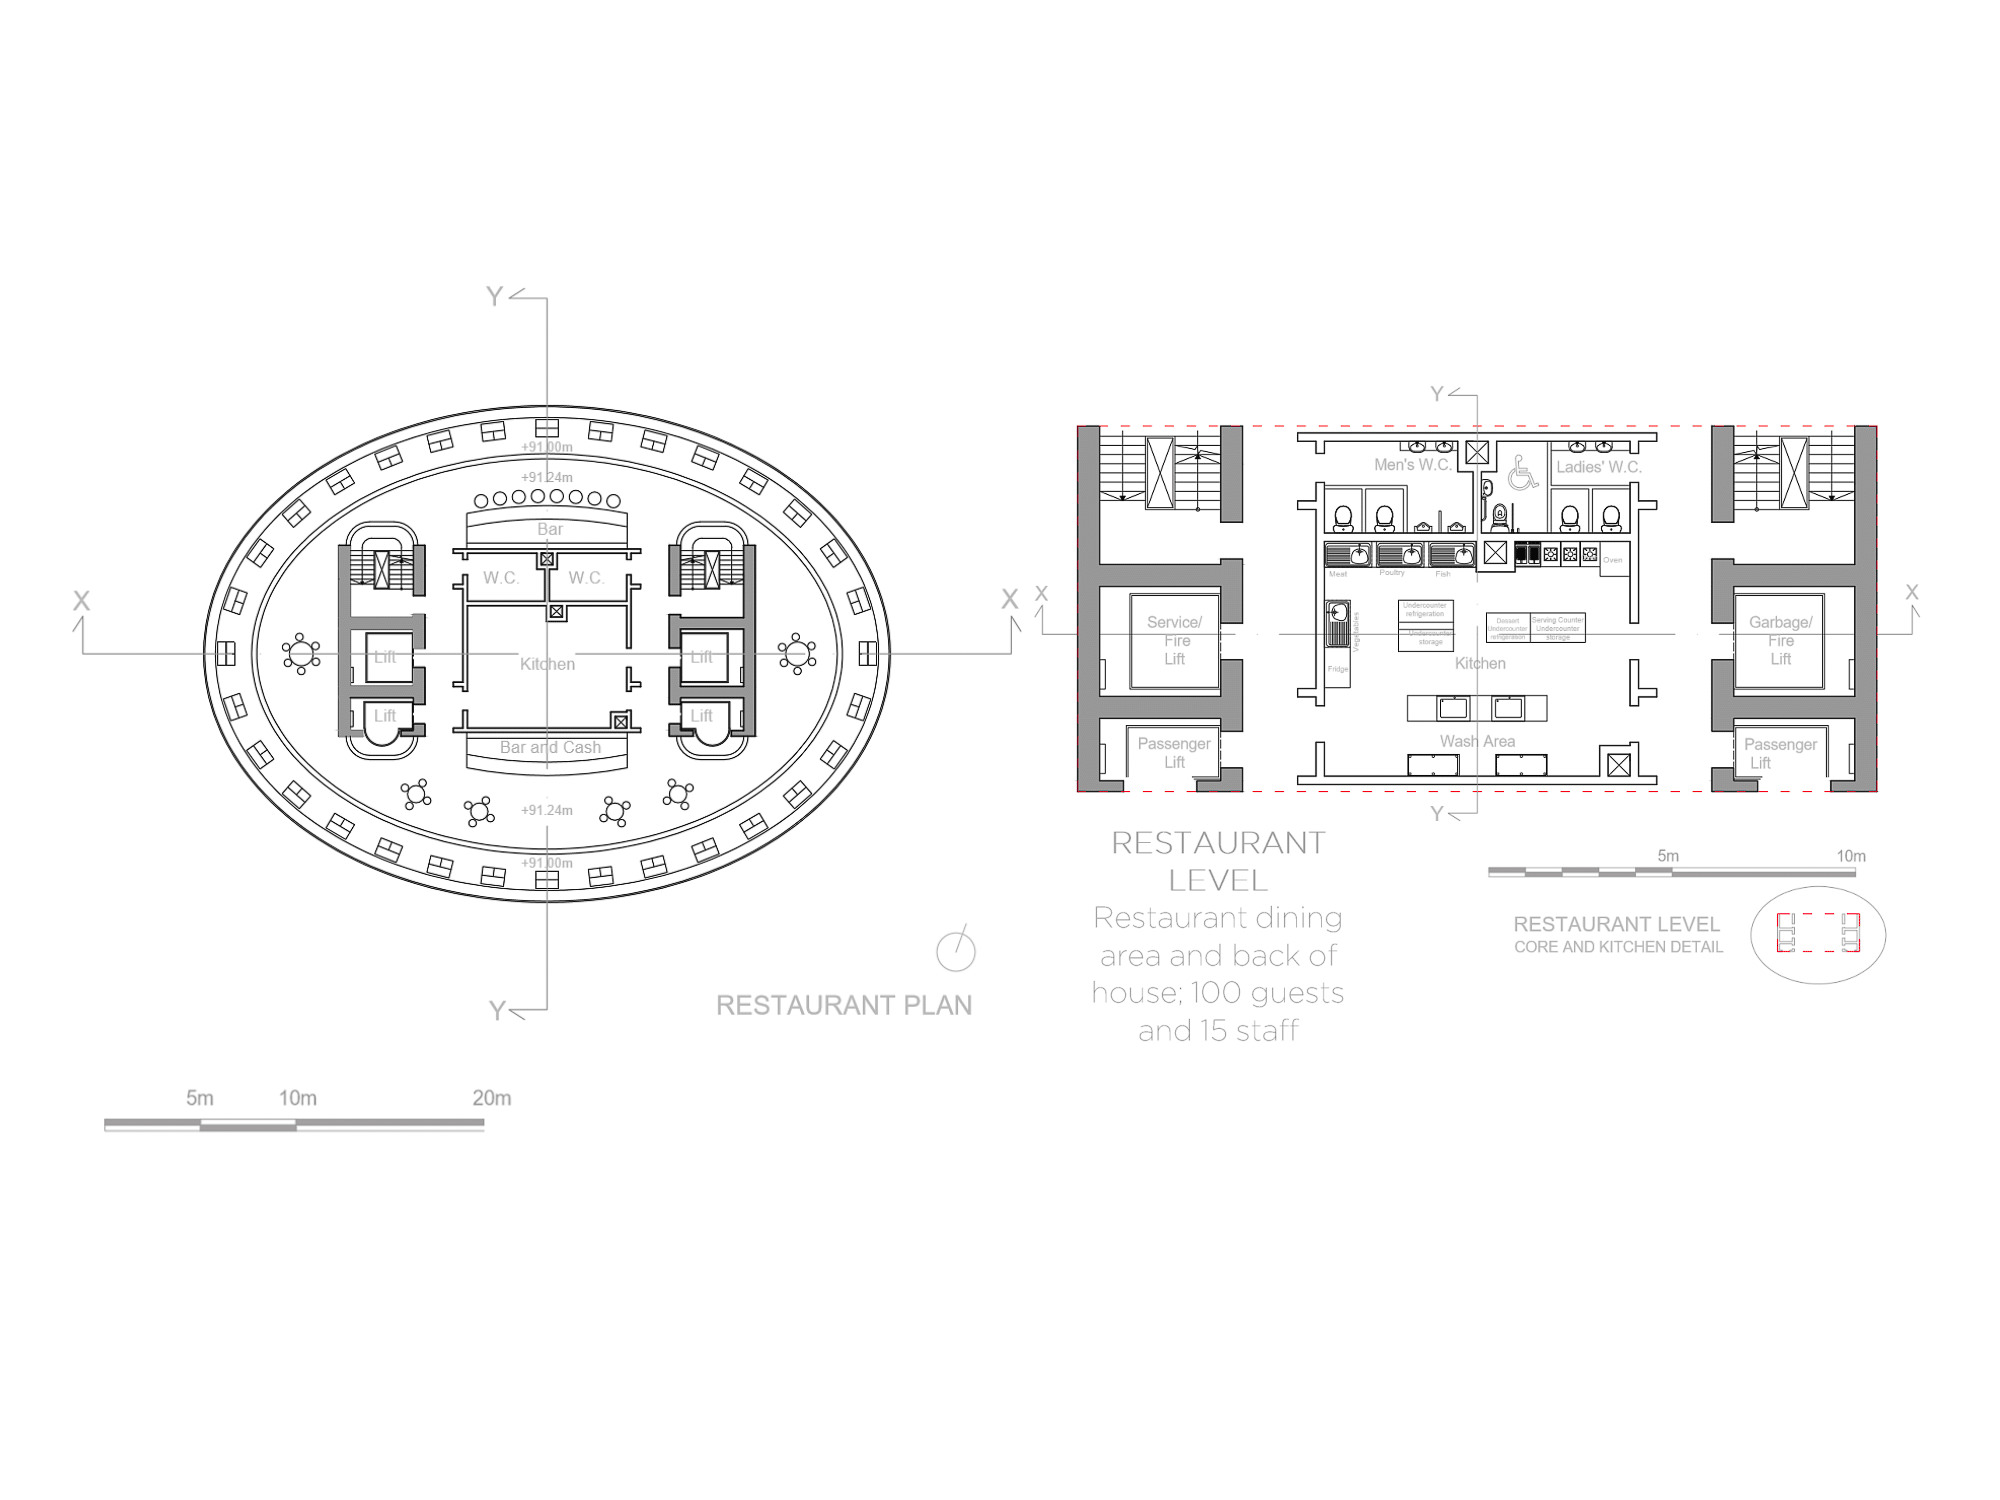 Y
+91.00m
+91.24m
Bar
W.C.
W.C.
X
X
Lift
Kitchen
Lift
Lift
Lift
Bar and Cash
+91.24m
+91.00m
Y
RESTAURANT PLAN
5m
10m
20m
Y
Men's W.C.
Ladies' W.C.
Meat
Poultry
Fish
Oven
X
X
Undercounter
refrigeration
Undercounter
storage
Dessert
Undercounter
refrigeration
Serving Counter
Undercounter
storage
Vegetables
Service/
Fire
Lift
Garbage/
Fire
Lift
Fridge
Kitchen
Wash Area
Passenger
Lift
Passenger
Lift
Y
RESTAURANT
LEVEL
Restaurant dining
area and back of
house; 100 guests
and 15 staff
5m
10m
RESTAURANT LEVEL
CORE AND KITCHEN DETAIL